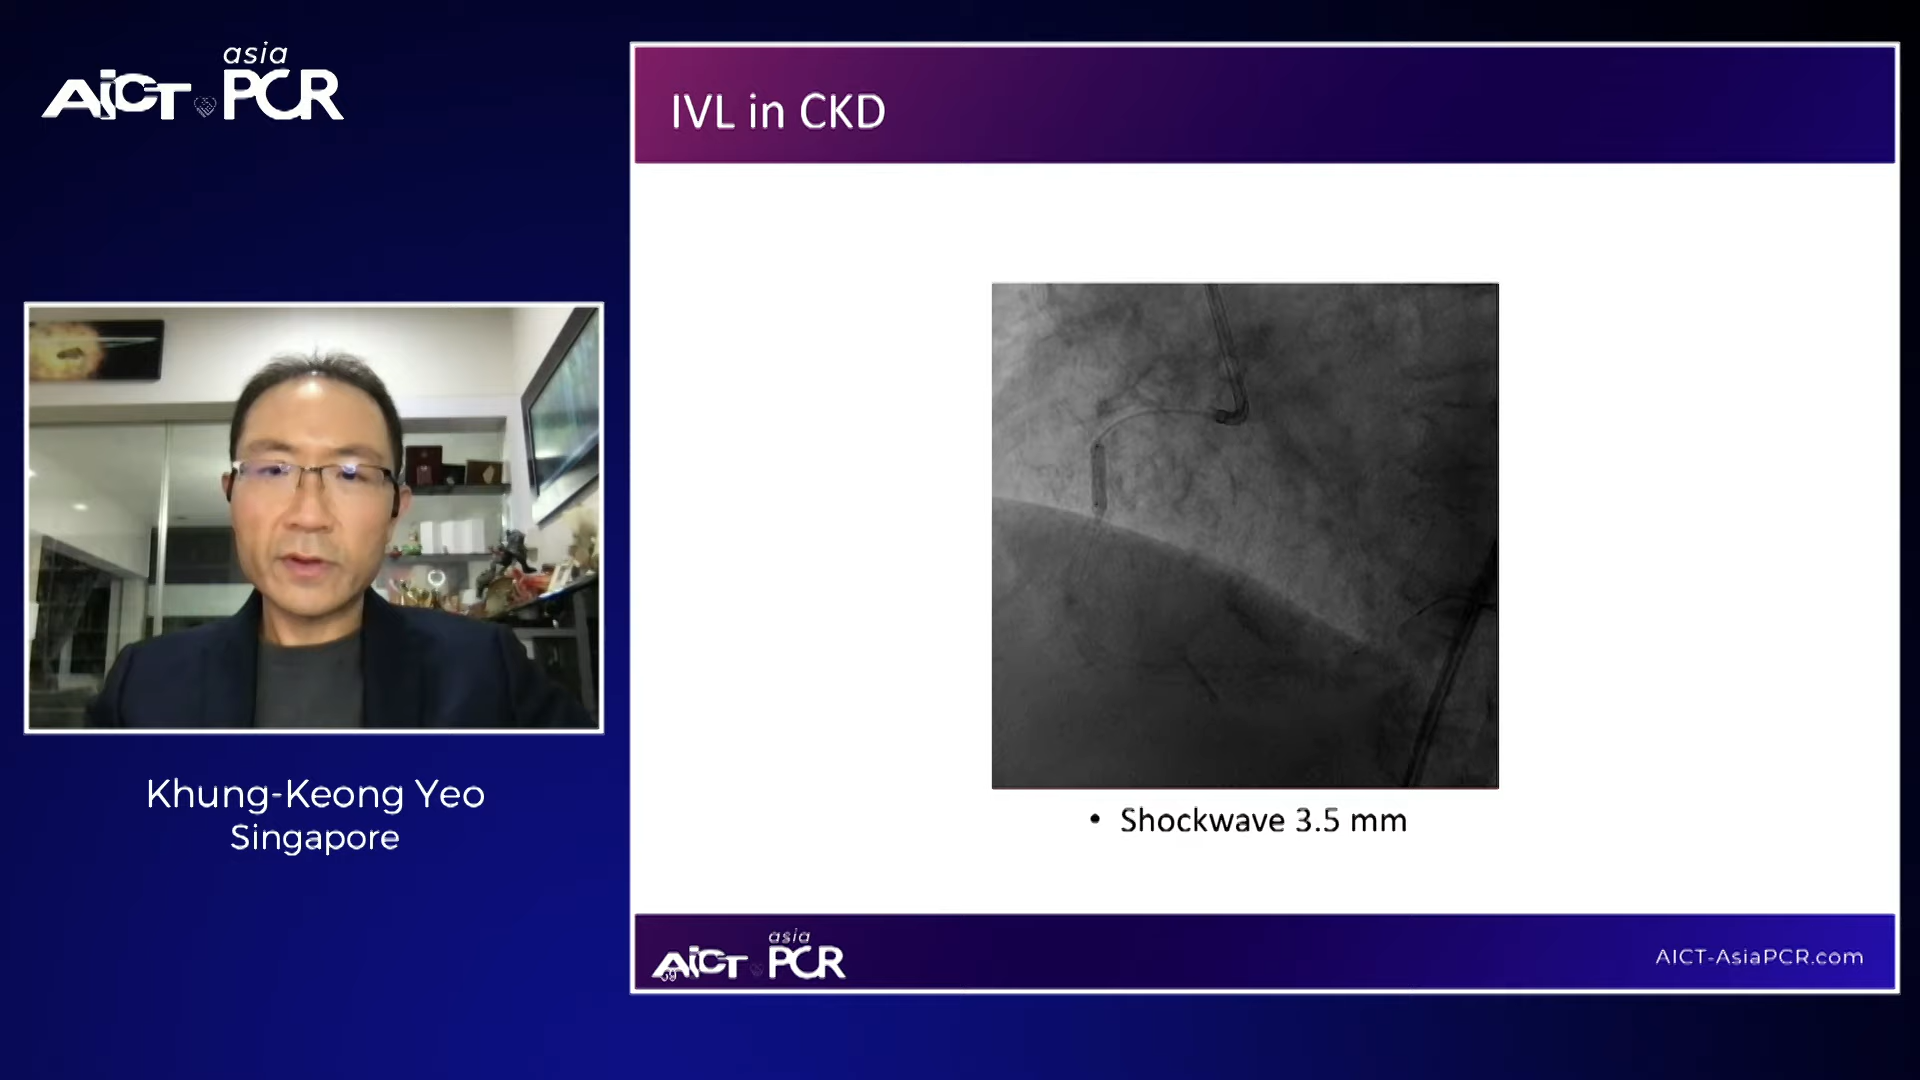 asia
AICT PCR
IVL in CKD
• Shockwave 3.5 mm
Khung-Keong Yeo
Singapore
asia
AICT PCR
59
AICT-AsiaPCR.com